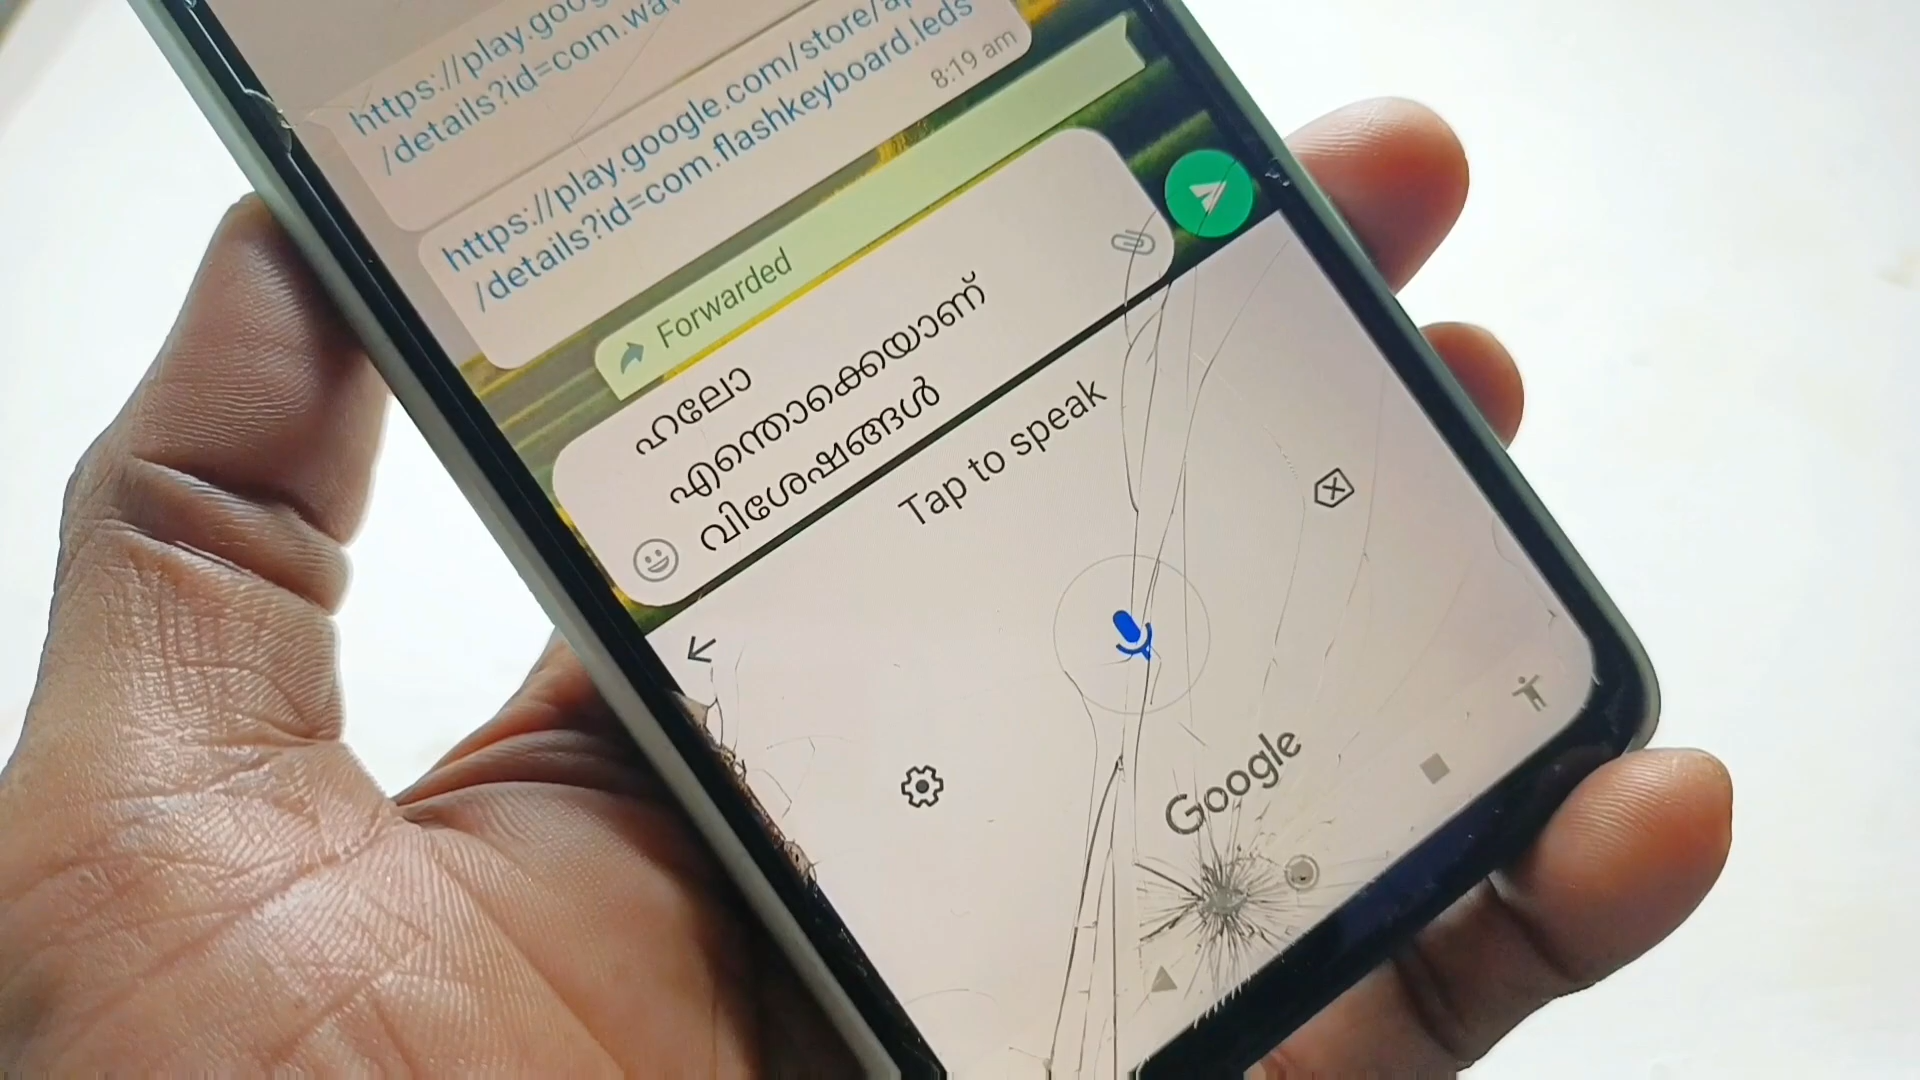 https://play.goo
/details?id=com.wav
https://play.google.com/store/ap
/details?id=com.flashkeyboard.leds
8:19 am
Forwarded
ഹലോ
എന്തൊക്കെയാണ്
വിശേഷങ്ങൾ
Tap to speak
Google